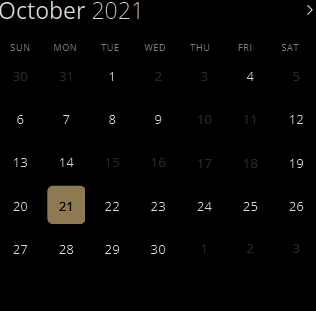 October 2021
SUN MON TUE WED THU FRI SAT
30 31 1 2 3 4 5
6 7 8 9 10 11 12
13 14 15 16 17 18 19
20 21 22 23 24 25 26
27 28 29 30 1 2 3